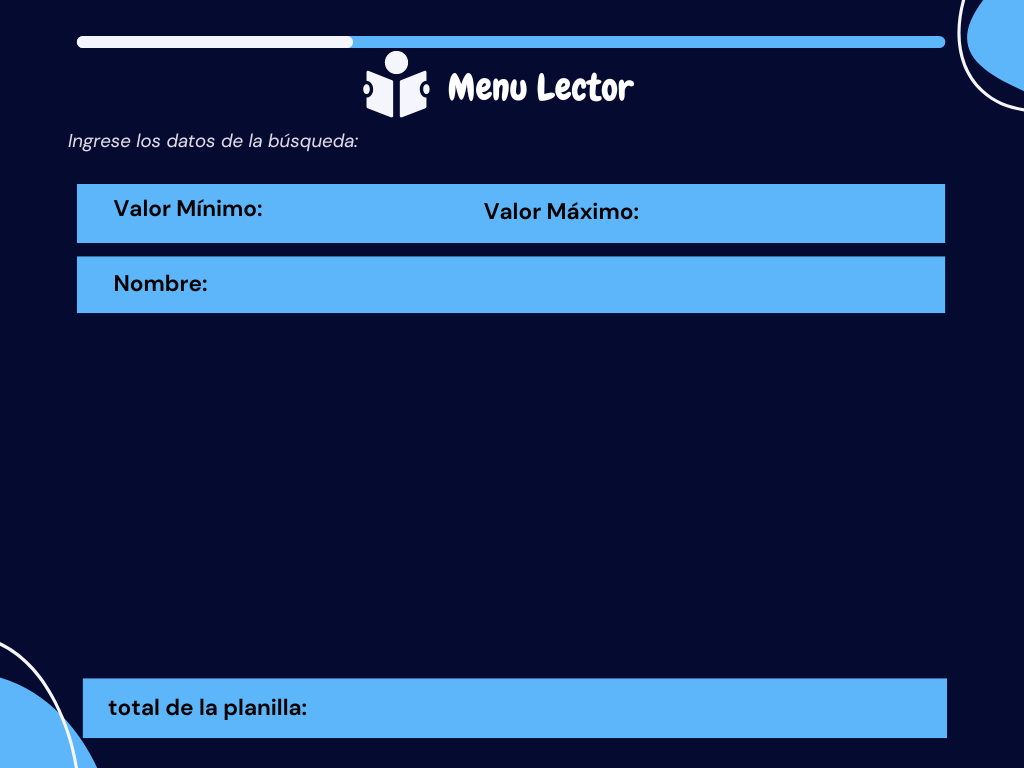 Menu Lector
Ingrese los datos de la búsqueda:
Valor Mínimo: Valor Máximo:
Nombre:
total de la planilla: